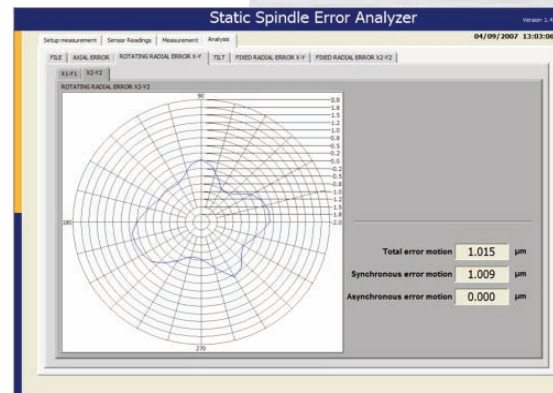 Static Spindle Error Analyzer
Version 1.4
04/09/2007 13:03:06
Setup measurement Sensor Readings Measurement Analysis
FILE AXIAL ERROR ROTATING RADIAL ERROR X-Y TILT FIXED RADIAL ERROR X-Y FIXED RADIAL ERROR X2-Y2
X1-Y1 X2-Y2
ROTATING RADIAL ERROR X2-Y2
90
2.0
1.8
1.5
1.2
1.0
0.8
0.5
0.2
0.0
-0.2
-0.5
-0.8
-1.0
-1.2
-1.5
-1.8
-2.0
180
270
Total error motion 1.015 µm
Synchronous error motion 1.009 µm
Asynchronous error motion 0.000 µm